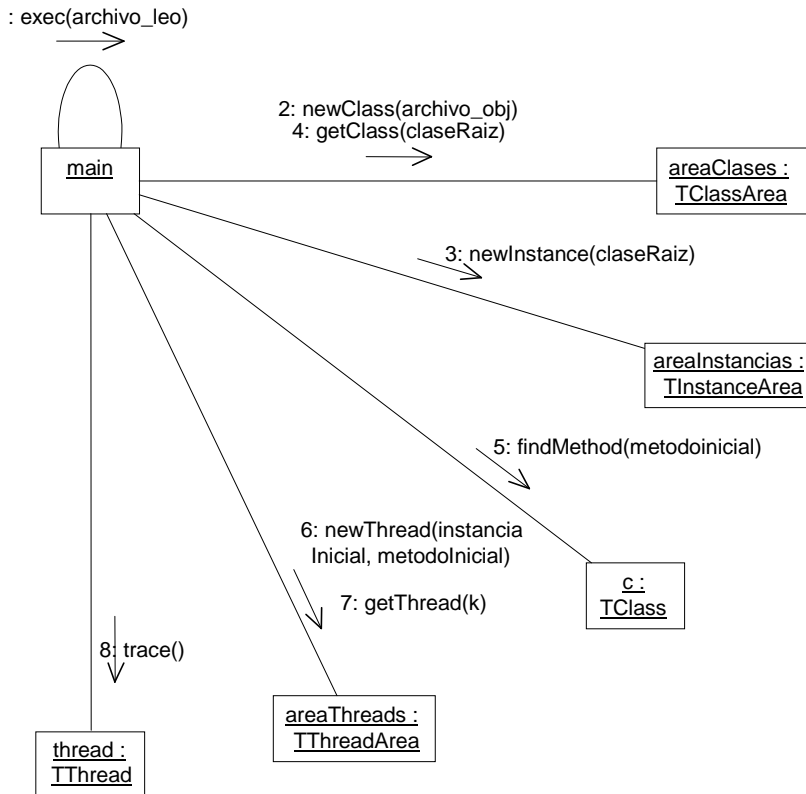 : exec(archivo_leo)
2: newClass(archivo_obj)
4: getClass(claseRaiz)
main
areaClases :
TClassArea
3: newInstance(claseRaiz)
areaInstancias :
TInstanceArea
5: findMethod(metodoinicial)
6: newThread(instancia
Inicial, metodoInicial)
c :
TClass
7: getThread(k)
8: trace()
areaThreads :
TThreadArea
thread :
TThread